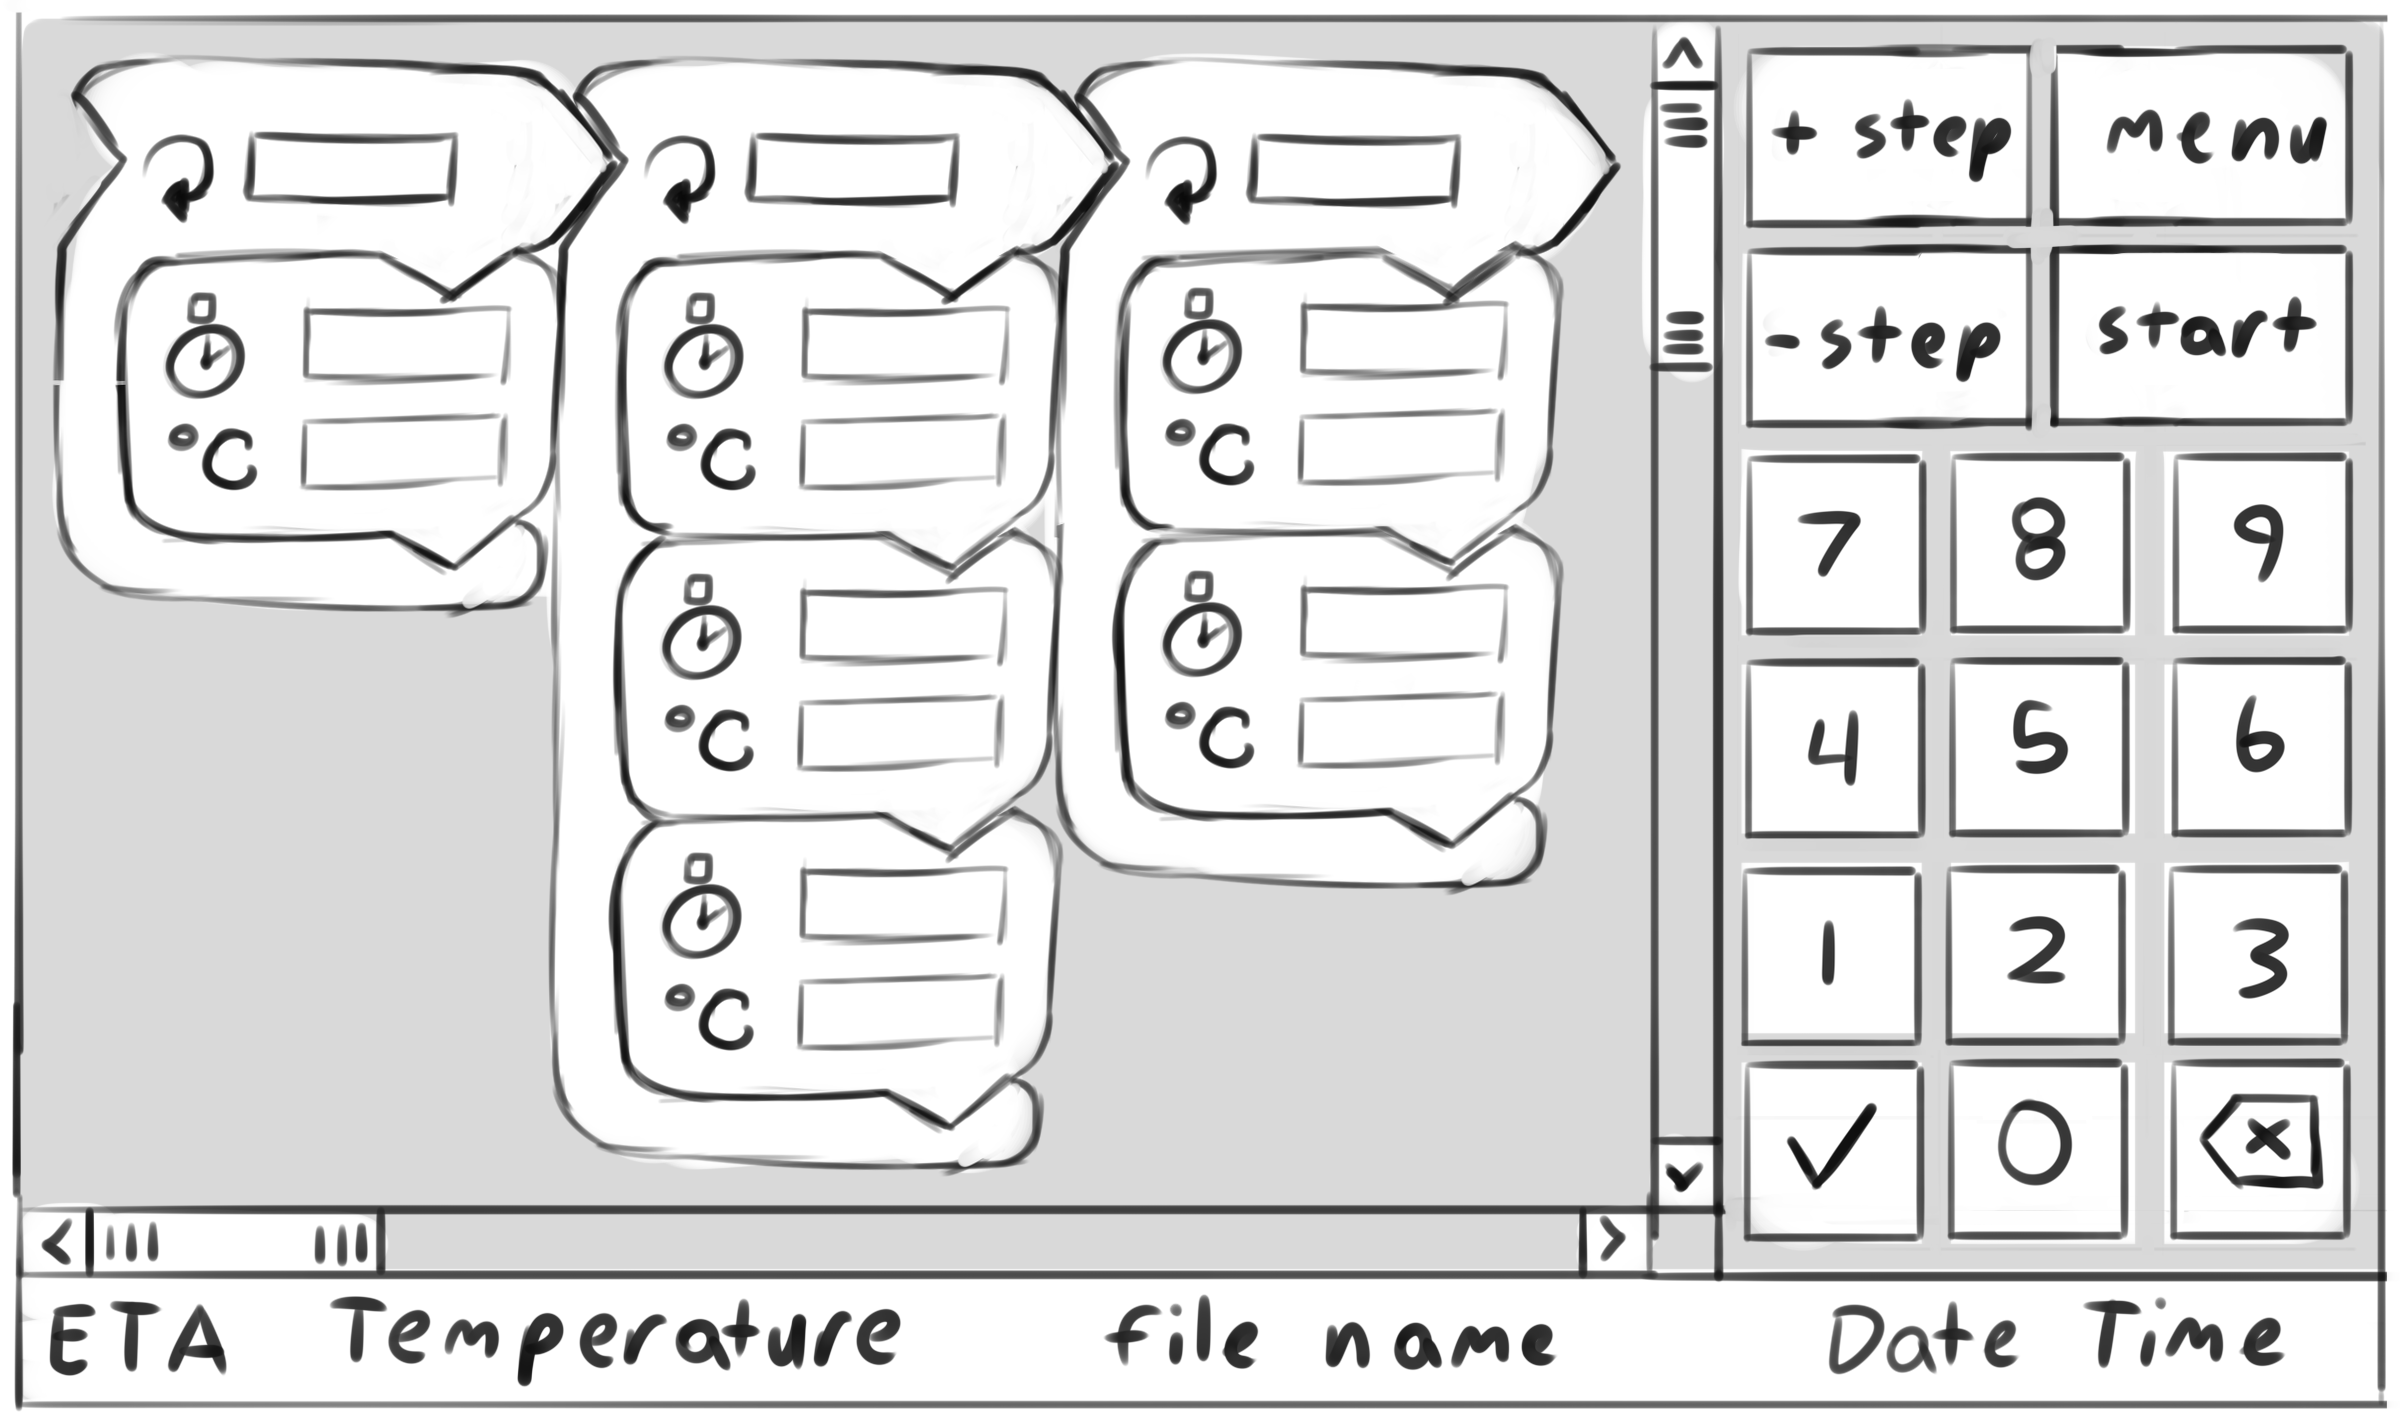 + step menu
- step start
°C °C °C
7 8 9
°C °C
4 5 6
°C
1 2 3
0
ETA Temperature file name Date Time